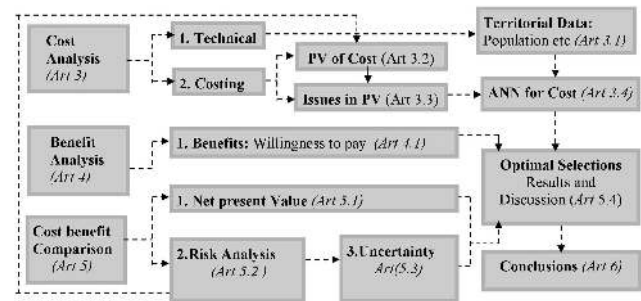 Cost
Analysis
(Art 3)
1. Technical
2. Costing
PV of Cost (Art 3.2)
Issues in PV (Art 3.3)
Territorial Data:
Population etc (Art 3.1)
ANN for Cost (Art 3.4)
Benefit
Analysis
(Art 4)
1. Benefits: Willingness to pay (Art 4.1)
Optimal Selections
Results and
Discussion (Art 5.4)
Cost benefit
Comparison
(Art 5)
1. Net present Value (Art 5.1)
2.Risk Analysis
(Art 5.2)
3.Uncertainty
Art(5.3)
Conclusions (Art 6)